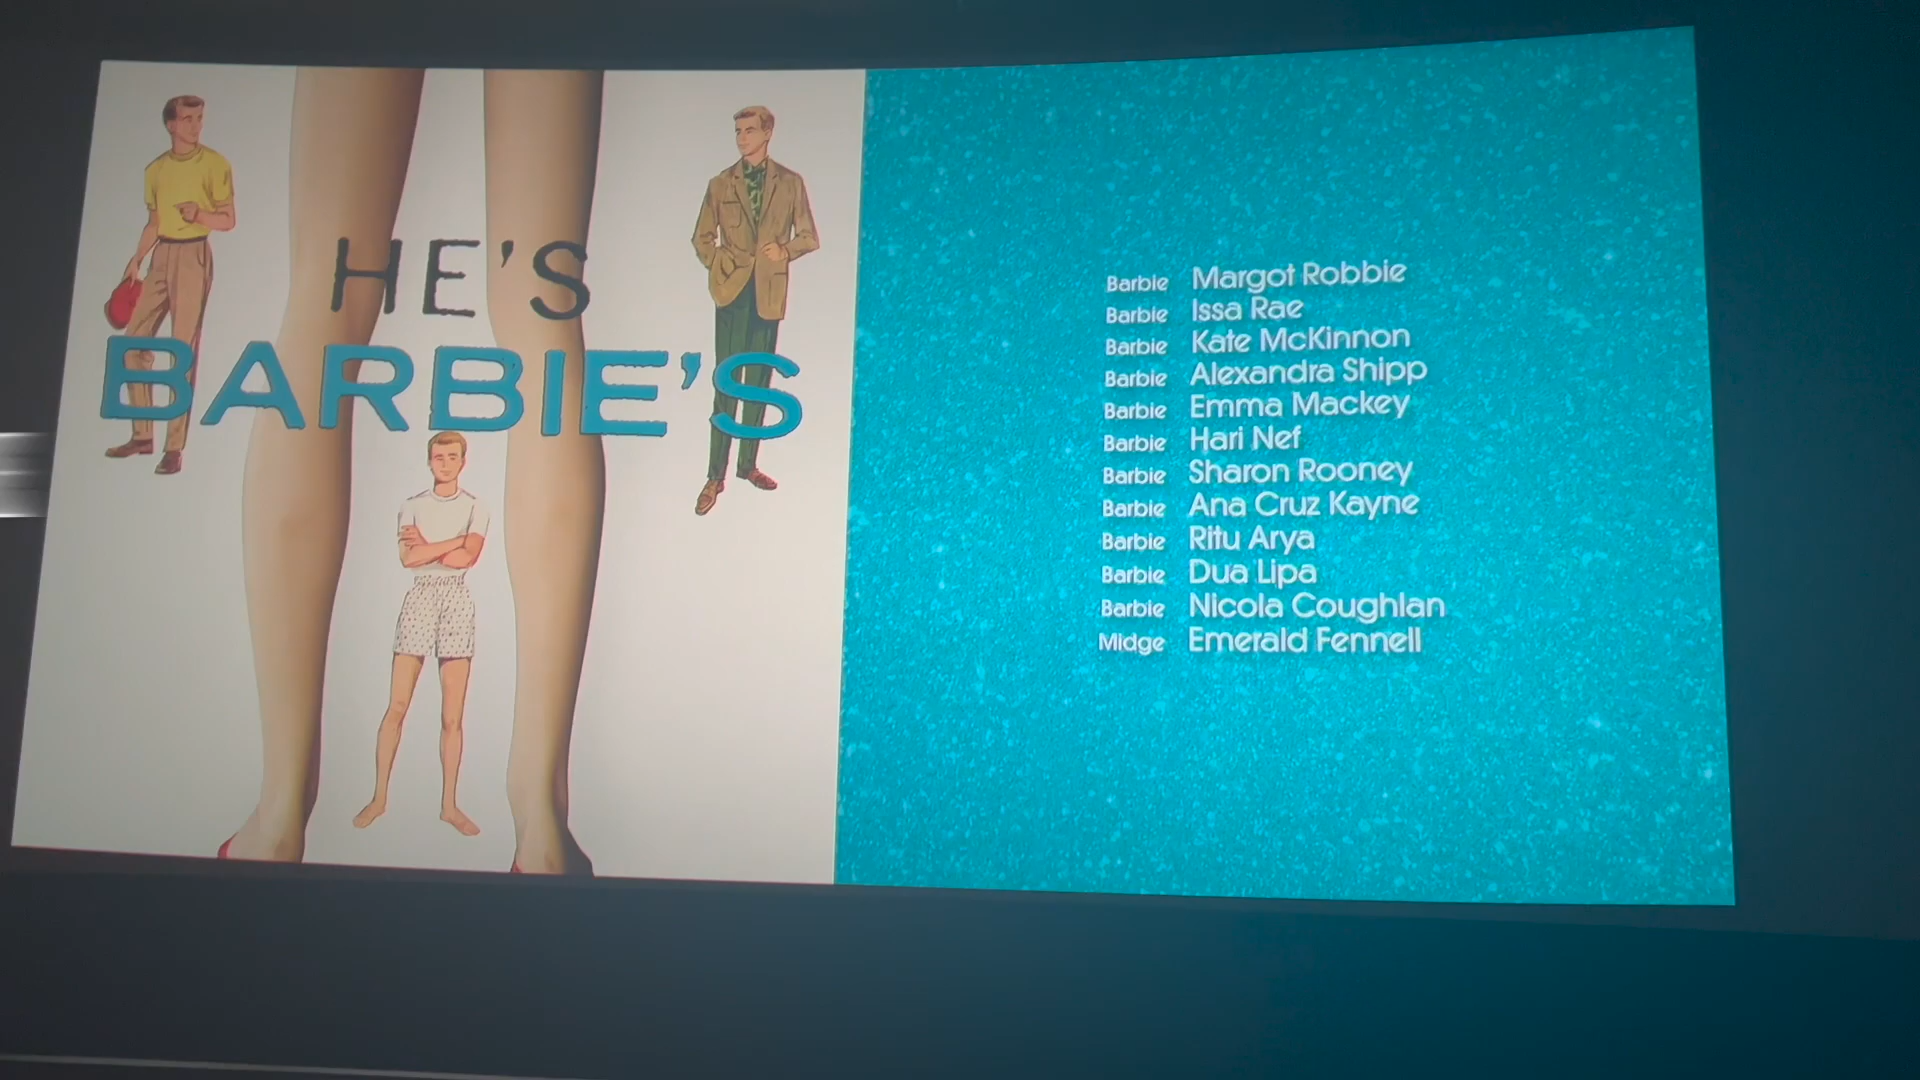 HE'S
BARBIE'S
Barbie Margot Robbie
Barbie Issa Rae
Barbie Kate McKinnon
Barbie Alexandra Shipp
Barbie Emma Mackey
Barbie Hari Nef
Barbie Sharon Rooney
Barbie Ana Cruz Kayne
Barbie Ritu Arya
Barbie Dua Lipa
Barbie Nicola Coughlan
Midge Emerald Fennell